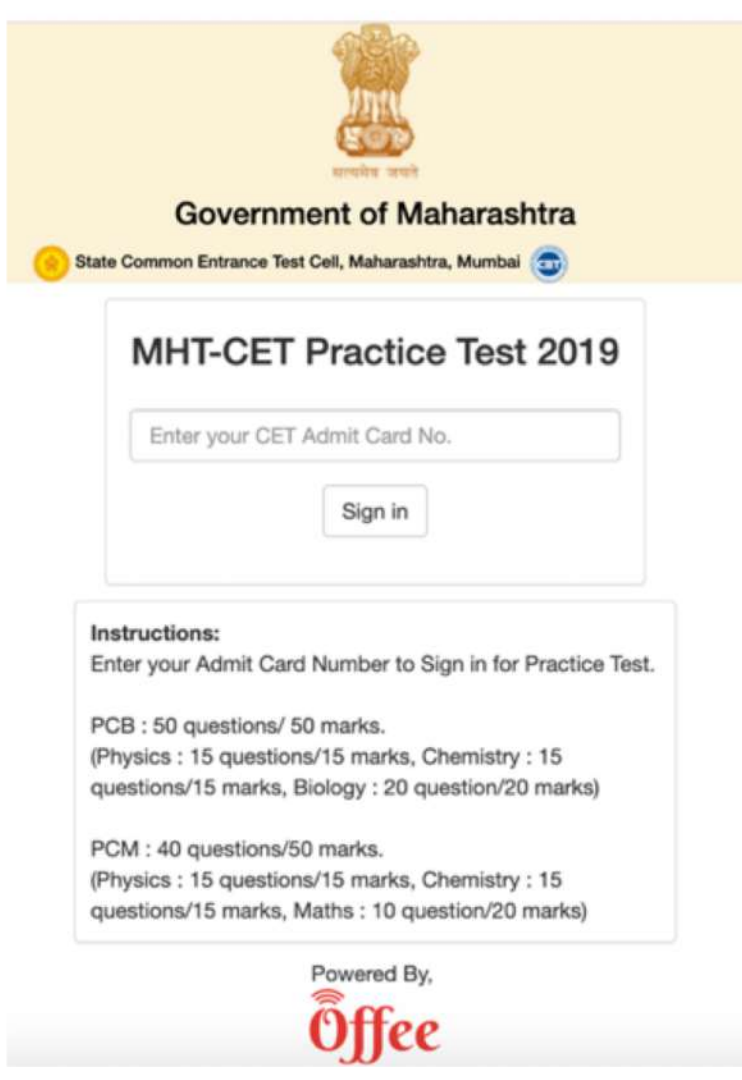 सत्यमेव जयते
Government of Maharashtra
State Common Entrance Test Cell, Maharashtra, Mumbai CET
MHT-CET Practice Test 2019
Enter your CET Admit Card No.
Sign in
Instructions:
Enter your Admit Card Number to Sign in for Practice Test.
PCB : 50 questions/ 50 marks.
(Physics : 15 questions/15 marks, Chemistry : 15
questions/15 marks, Biology : 20 question/20 marks)
PCM : 40 questions/50 marks.
(Physics : 15 questions/15 marks, Chemistry : 15
questions/15 marks, Maths : 10 question/20 marks)
Powered By,
Offee